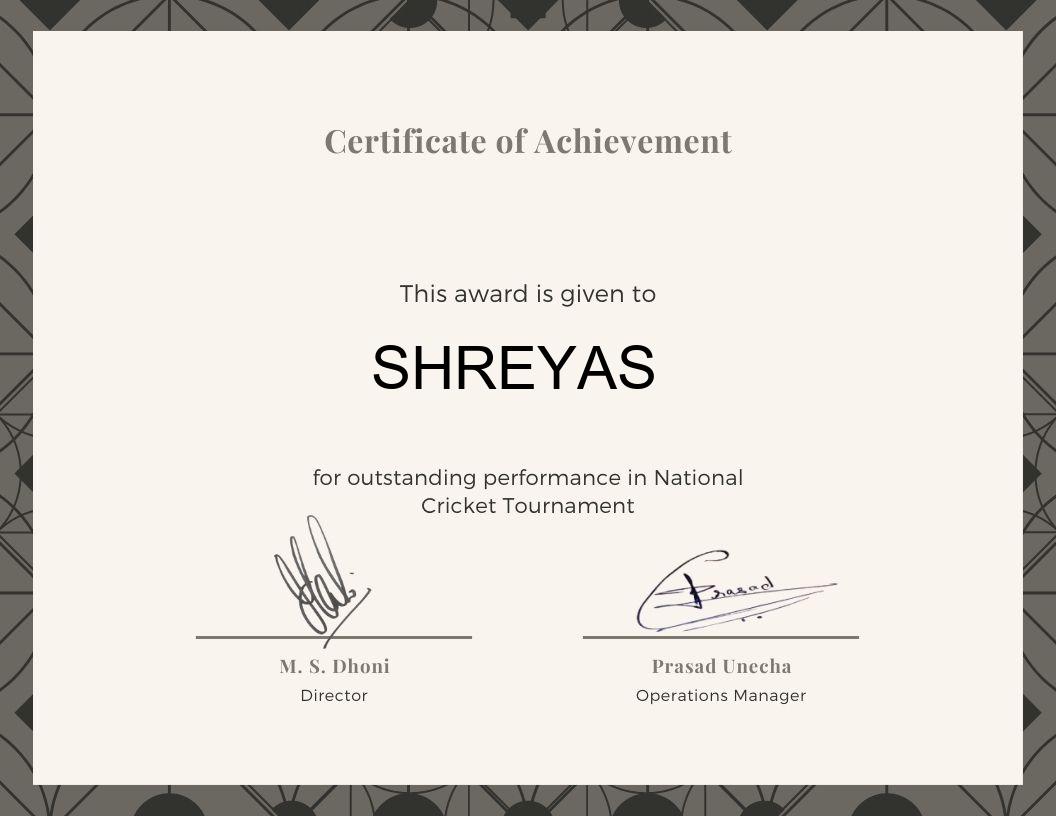 Certificate of Achievement
This award is given to
SHREYAS
for outstanding performance in National
Cricket Tournament
Prasad
M. S. Dhoni
Prasad Unecha
Director
Operations Manager